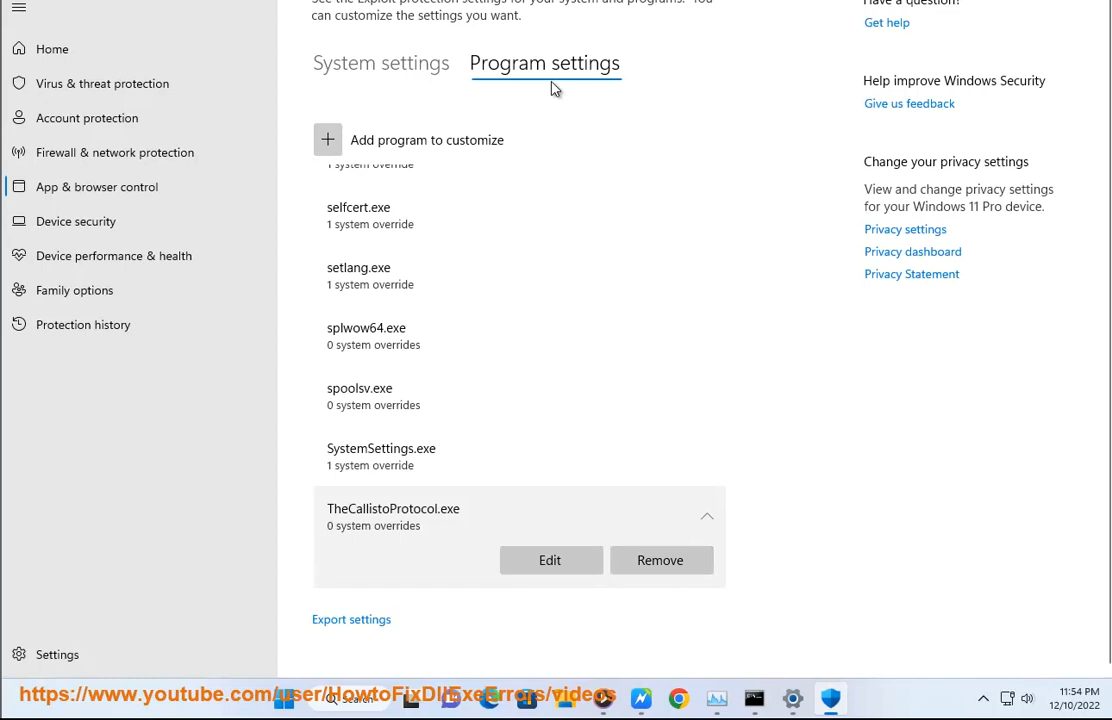 See the Exploit protection settings for your system and programs. You
can customize the settings you want.
System settings
Program settings
Add program to customize
1 system override
selfcert.exe
1 system override
setlang.exe
1 system override
splwow64.exe
0 system overrides
spoolsv.exe
0 system overrides
SystemSettings.exe
1 system override
TheCallistoProtocol.exe
0 system overrides
Edit
Remove
Export settings
Home
Virus & threat protection
Account protection
Firewall & network protection
App & browser control
Device security
Device performance & health
Family options
Protection history
Settings
Have a question?
Get help
Help improve Windows Security
Give us feedback
Change your privacy settings
View and change privacy settings
for your Windows 11 Pro device.
Privacy settings
Privacy dashboard
Privacy Statement
https://www.youtube.com/user/HowtoFixDllExeErrors/videos
Search
11:54 PM
12/10/2022